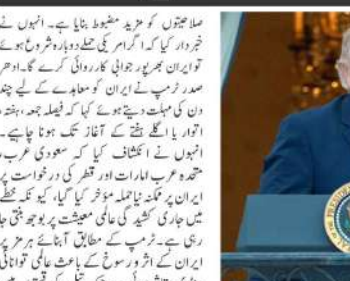 صلاحیتوں کو مزید مضبوط بنایا ہے۔ انہوں نے
خبردار کیا کہ اگر امریکی حملے دوبارہ شروع ہوئے
تو ایران بھرپور جوابی کارروائی کرے گا۔ ادھر
صدر ٹرمپ نے ایران کو معاہدے کے لیے چند
دن کی مہلت دیتے ہوئے کہا کہ فیصلہ جمعہ، ہفتہ،
اتوار یا اگلے ہفتے کے آغاز تک ہونا چاہیے۔
انہوں نے انکشاف کیا کہ سعودی عرب،
متحدہ عرب امارات اور قطر کی درخواست پر
ایران پر ممکنہ نیا حملہ مؤخر کیا گیا، کیونکہ خطے
میں جاری کشیدگی عالمی معیشت پر بوجھ بنتی جا
رہی ہے۔ ٹرمپ کے مطابق آبنائے ہرمز پر
ایران کے اثر و رسوخ کے باعث عالمی توانائی